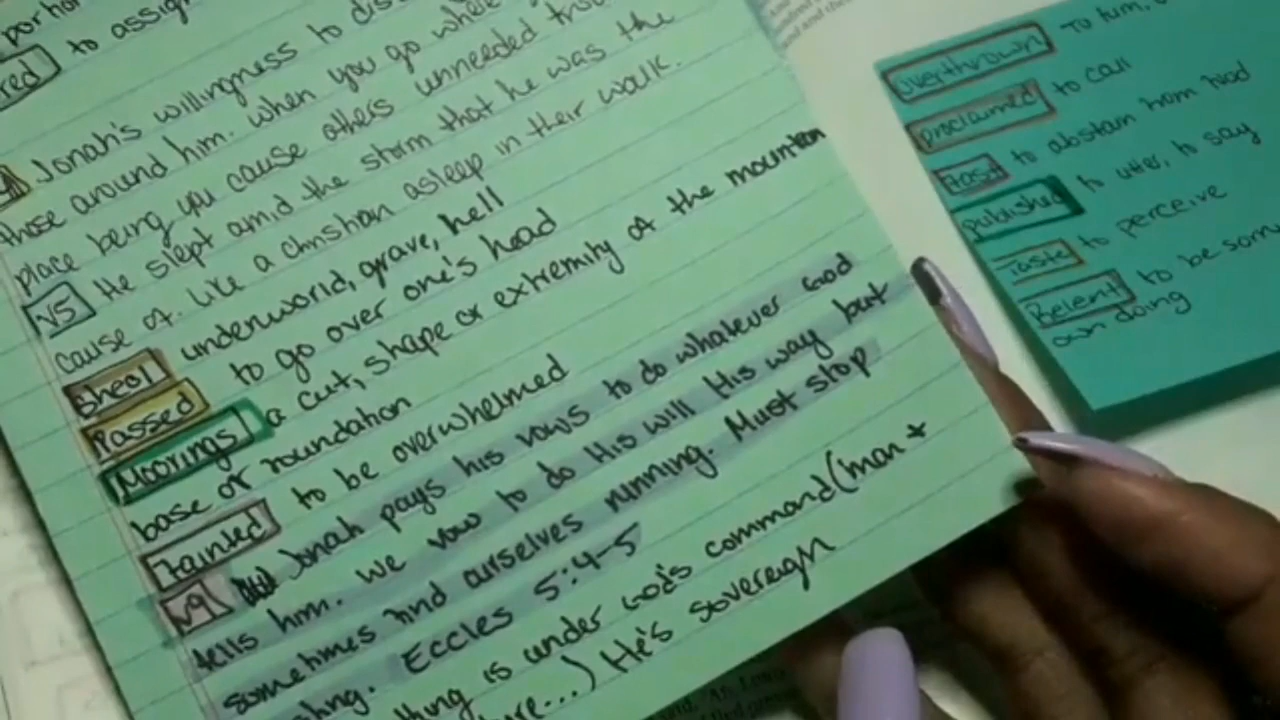 to assign
Jonah's willingness to
those around him. when you go where
place being you cause others unneeded
V5 He slept amid the storm that he was the
cause of. like a christian asleep in their walk.
Sheol underworld, grave, hell
Passed to go over one's head
Moorings a cut, shape or extremity of the mountain
base or foundation
Fainted to be overwhelmed
V9 Jonah pays his vows to do whatever God
tells him. we vow to do His will His way but
sometimes find ourselves running. Must stop
Eccles 5:4-5
is under God's command (man +
...) He's sovereign
overthrown to turn,
proclaimed to call
fast to abstain from food
published to utter, to say
Taste to perceive
Relent to be
own doing